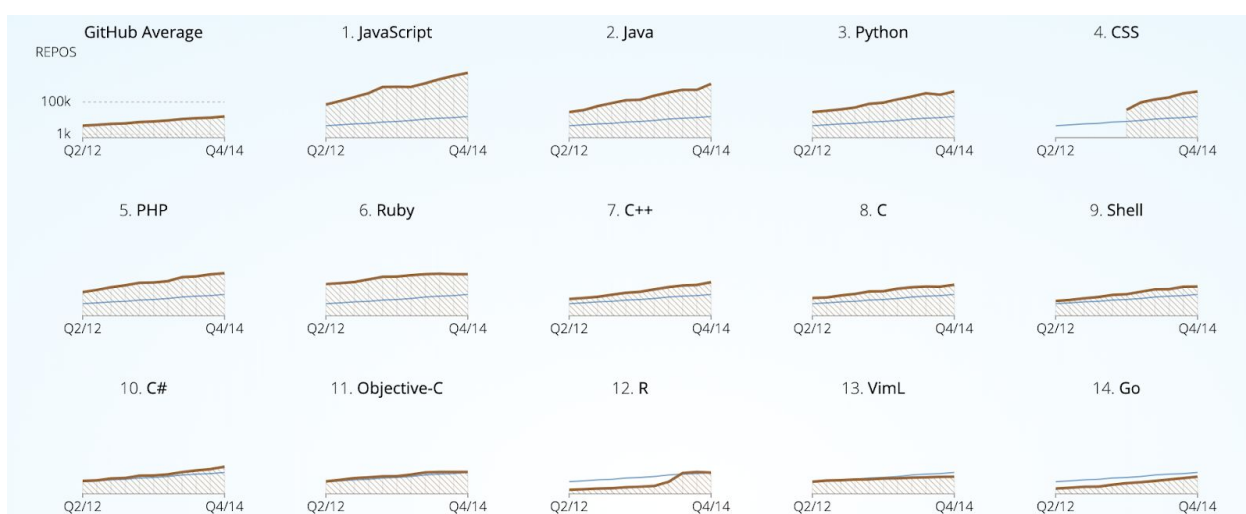 GitHub Average
REPOS
100k
1k
Q2/12 Q4/14
1. JavaScript
Q2/12 Q4/14
2. Java
Q2/12 Q4/14
3. Python
Q2/12 Q4/14
4. CSS
Q2/12 Q4/14
5. PHP
Q2/12 Q4/14
6. Ruby
Q2/12 Q4/14
7. C++
Q2/12 Q4/14
8. C
Q2/12 Q4/14
9. Shell
Q2/12 Q4/14
10. C#
Q2/12 Q4/14
11. Objective-C
Q2/12 Q4/14
12. R
Q2/12 Q4/14
13. VimL
Q2/12 Q4/14
14. Go
Q2/12 Q4/14